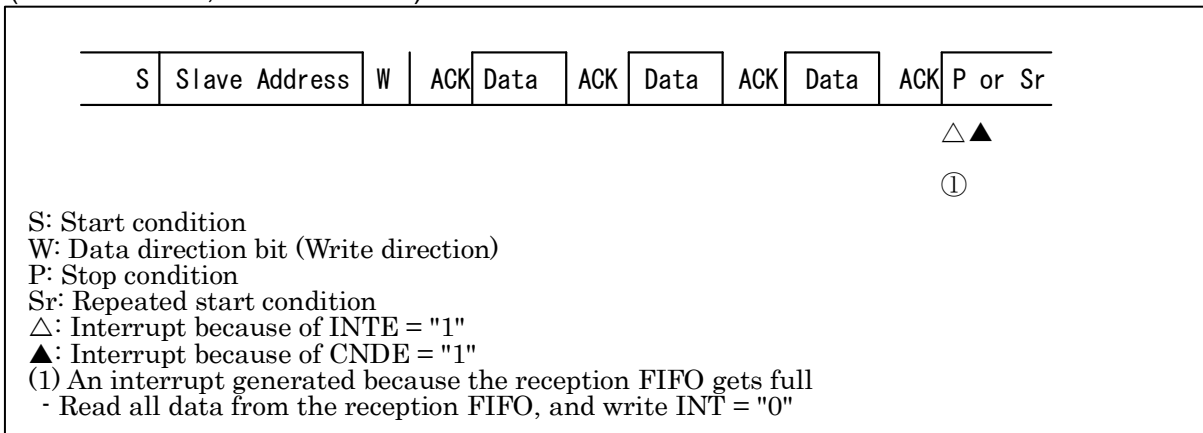 S Slave Address W ACK Data ACK Data ACK Data ACK P or Sr
△▲
①
S: Start condition
W: Data direction bit (Write direction)
P: Stop condition
Sr: Repeated start condition
△: Interrupt because of INTE = "1"
▲: Interrupt because of CNDE = "1"
(1) An interrupt generated because the reception FIFO gets full
- Read all data from the reception FIFO, and write INT = "0"